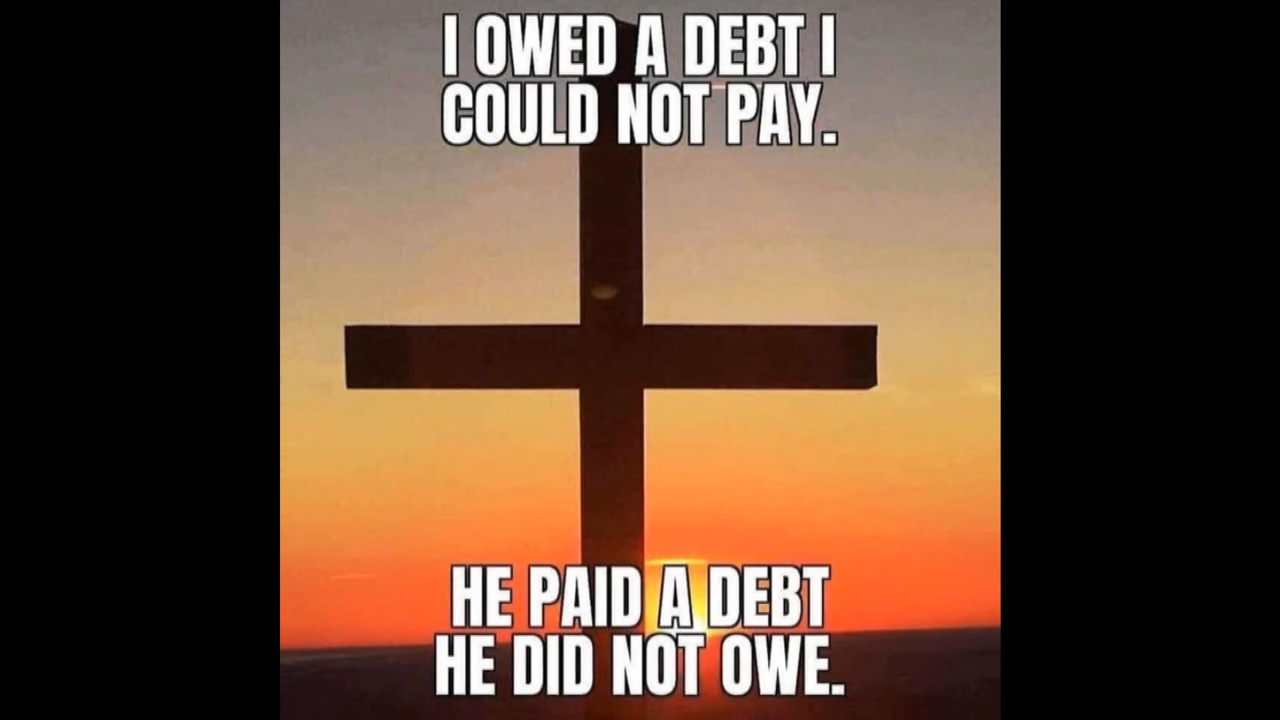 I OWED A DEBT I
COULD NOT PAY.
HE PAID A DEBT
HE DID NOT OWE.